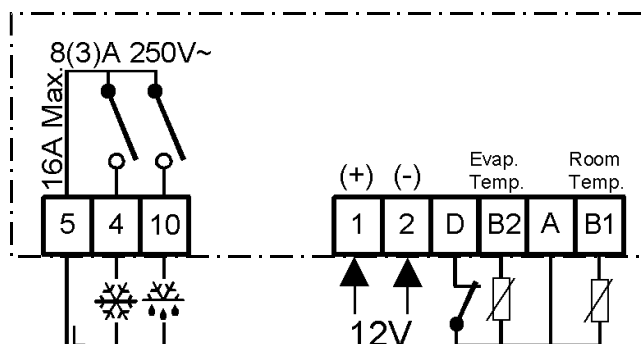 8(3)A 250V~
16A Max.
Evap. Temp.
Room Temp.
(+) (-)
5 4 10
1 2 D B2 A B1
L
12V